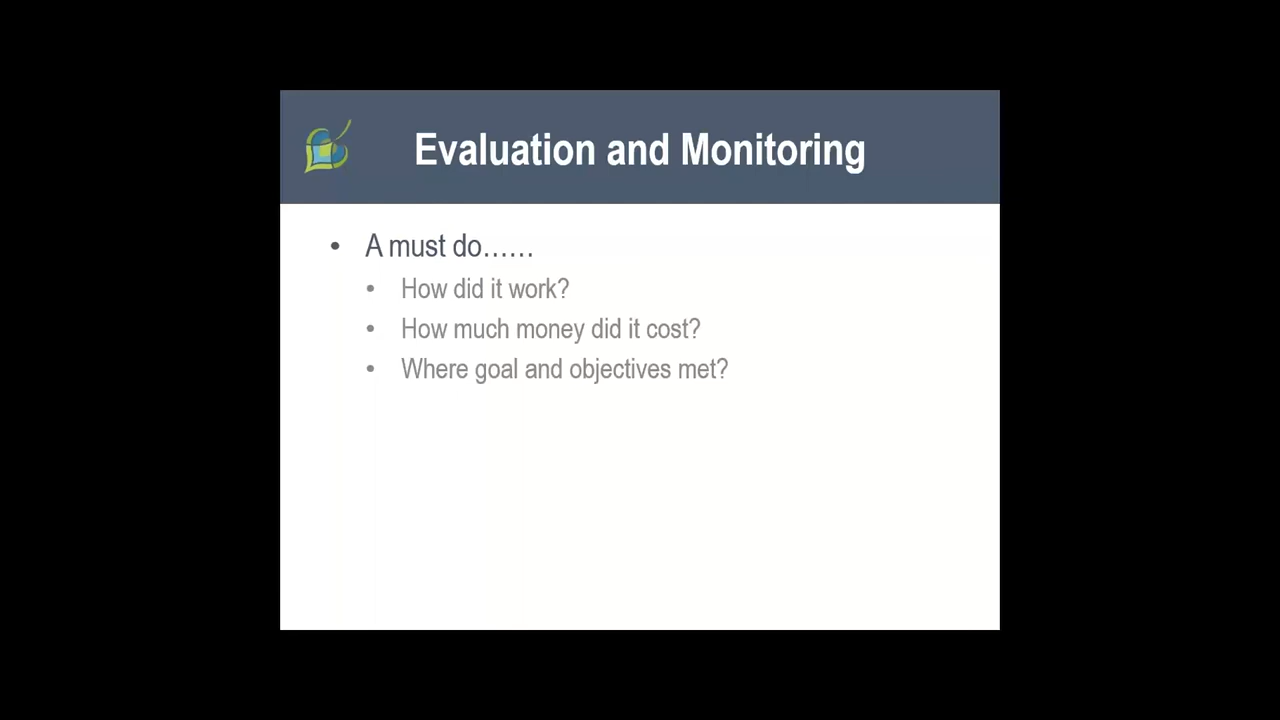 Evaluation and Monitoring
• A must do……
• How did it work?
• How much money did it cost?
• Where goal and objectives met?